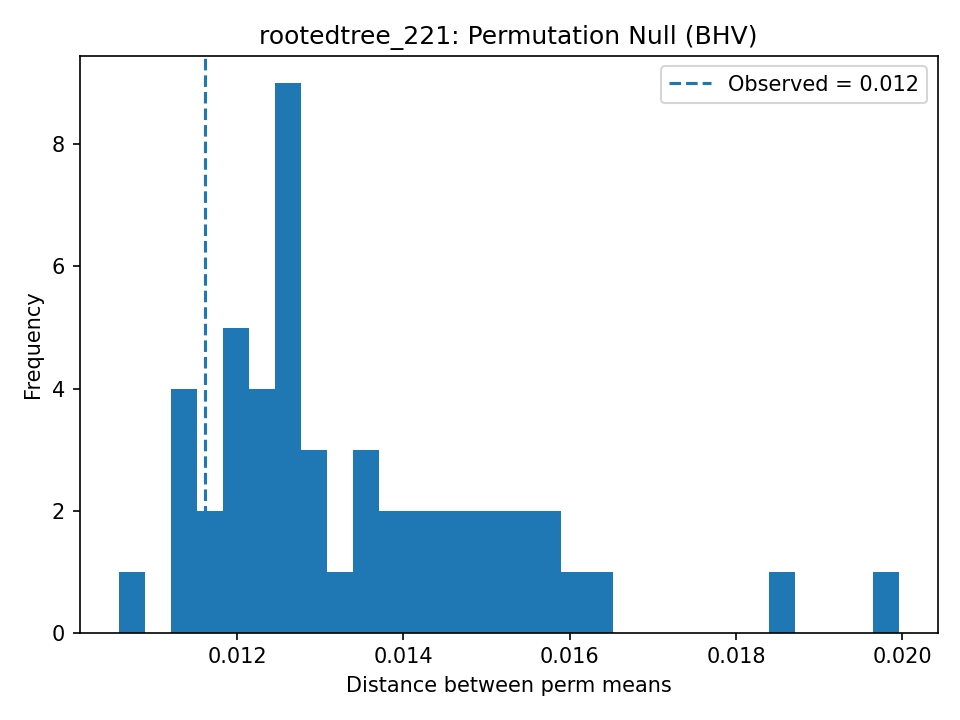 rootedtree_221: Permutation Null (BHV)
Observed = 0.012
Frequency
8
6
4
2
0
0.012 0.014 0.016 0.018 0.020
Distance between perm means